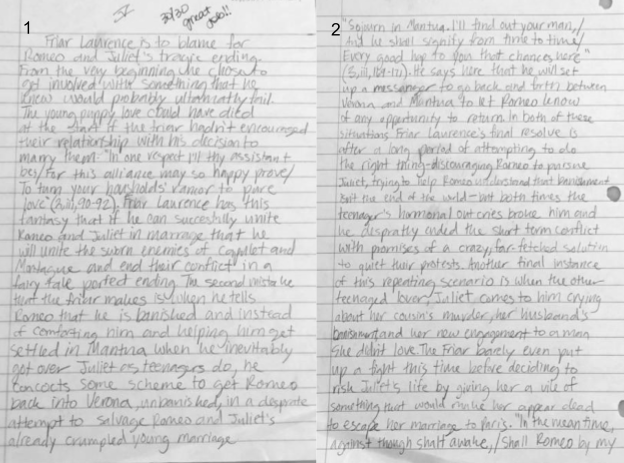 1
30/30
great
job!!
Friar Laurence is to blame for
Romeo and Juliet's tragic ending.
From the very beginning he chose to
get involved with something that he
knew would probably ultimately fail.
The young puppy love could have died
at the start if the friar hadn't encouraged
their relationship with his decision to
marry them. "In one respect I'll thy assistant
be,/ For this alliance may so happy prove/
To turn your households' rancor to pure
love" (90-92). Friar Laurence has this
fantasy that if he can succesfully unite
Romeo and Juliet in marriage that he
will unite the sworn enemies of Capulet and
Montague and end their conflict in a
fairy tale ending. The second mistake
that the friar makes is when he tells
Romeo that he is banished and instead
of comforting him and helping him get
settled in Mantua when he inevitably
got over Juliet as teenagers do, he
concocts some scheme to get Romeo
back into Verona, unbanished, in a desprate
attempt to salvage Romeo and Juliet's
already crumpled young marriage
2
"Sojourn in Mantua. I'll find out your man,/
And he shall signify from time to time/
Every good hap to you that chances here"
He says here that he will set
up a messanger to go back and forth between
Verona and Mantua to let Romeo know
of any opportunity to return. In both of these
situations Friar Laurence's final resolve is
after a long period of attempting to do
the right thing-discouraging Romeo to pursue
Juliet, trying to help Romeo understand that banishment
isn't the end of the world-but both times the
teenager's hormonal outcries broke him and
he despratly ended the short term conflict
with promises of a crazy, far-fetched solution
to quiet their protests. Another final instance
of this repeating scenario is when the other
teenaged lover, Juliet comes to him crying
about her cousin's murder, her husband's
banishment and her new engagement to a man
she didn't love. The Friar barely even put
up a fight this time before deciding to
risk Juliet's life by giving her a vile of
something that would make her appear dead
to escape her marriage to Paris. "In the mean time,
against though shalt awake,/ Shall Romeo by my